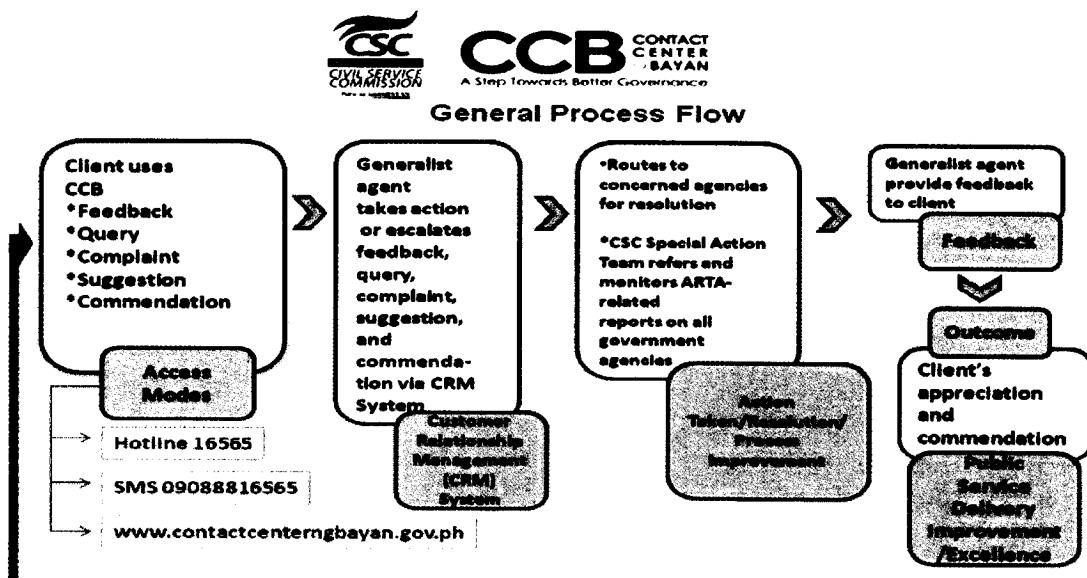 CSC
CIVIL SERVICE
COMMISSION
CCB
CONTACT
CENTER
BAYAN
A Step Towards Better Governance
General Process Flow
Client uses
CCB
*Feedback
*Query
*Complaint
*Suggestion
*Commendation
Access
Modes
Hotline 16565
SMS 09088816565
www.contactcenterngbayan.gov.ph
Generalist
agent
takes action
or escalates
feedback,
query,
complaint,
suggestion,
and
commenda-
tion via CRM
System
Customer
Relationship
Management
(CRM)
System
*Routes to
concerned agencies
for resolution
*CSC Special Action
Team refers and
monitors ARTA-
related
reports on all
government
agencies
Action
Taken/Resolution/
Process
Improvement
Generalist agent
provide feedback
to client
Feedback
Outcome
Client's
appreciation
and
commendation
Public
Service
Delivery
Improvement
/Excellence